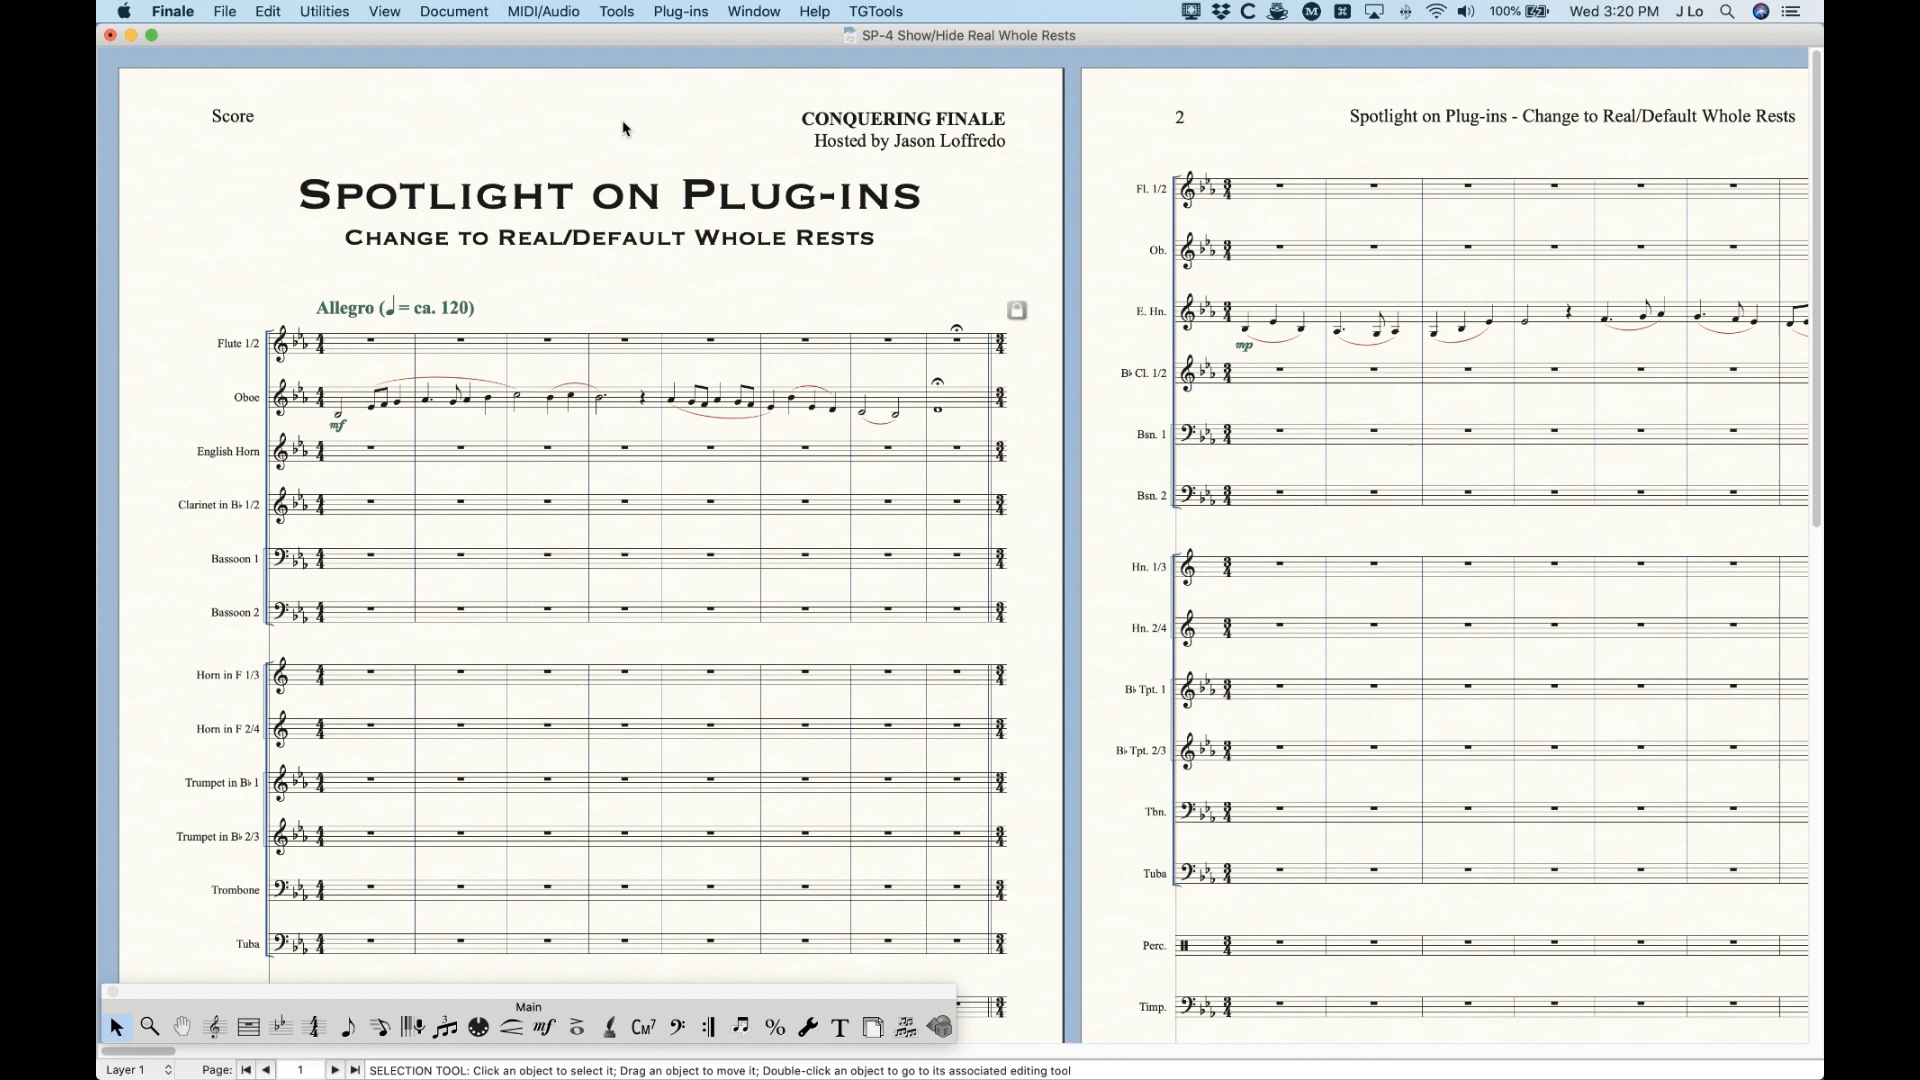 Finale File Edit Utilities View Document MIDI/Audio Tools Plug-ins Window Help TGTools 100% Wed 3:20 PM J Lo
SP-4 Show/Hide Real Whole Rests
Score
CONQUERING FINALE
Hosted by Jason Loffredo
SPOTLIGHT ON PLUG-INS
CHANGE TO REAL/DEFAULT WHOLE RESTS
Allegro (♩ = ca. 120)
Flute 1/2
Oboe
mf
English Horn
Clarinet in B♭ 1/2
Bassoon 1
Bassoon 2
Horn in F 1/3
Horn in F 2/4
Trumpet in B♭ 1
Trumpet in B♭ 2/3
Trombone
Tuba
2
Spotlight on Plug-ins - Change to Real/Default Whole Rests
Fl. 1/2
Ob.
E. Hn.
mp
B♭ Cl. 1/2
Bsn. 1
Bsn. 2
Hn. 1/3
Hn. 2/4
B♭ Tpt. 1
B♭ Tpt. 2/3
Tbn.
Tuba
Perc.
Timp.
Main
mf CM7 % T
Layer 1 Page: 1 SELECTION TOOL: Click an object to select it; Drag an object to move it; Double-click an object to go to its associated editing tool